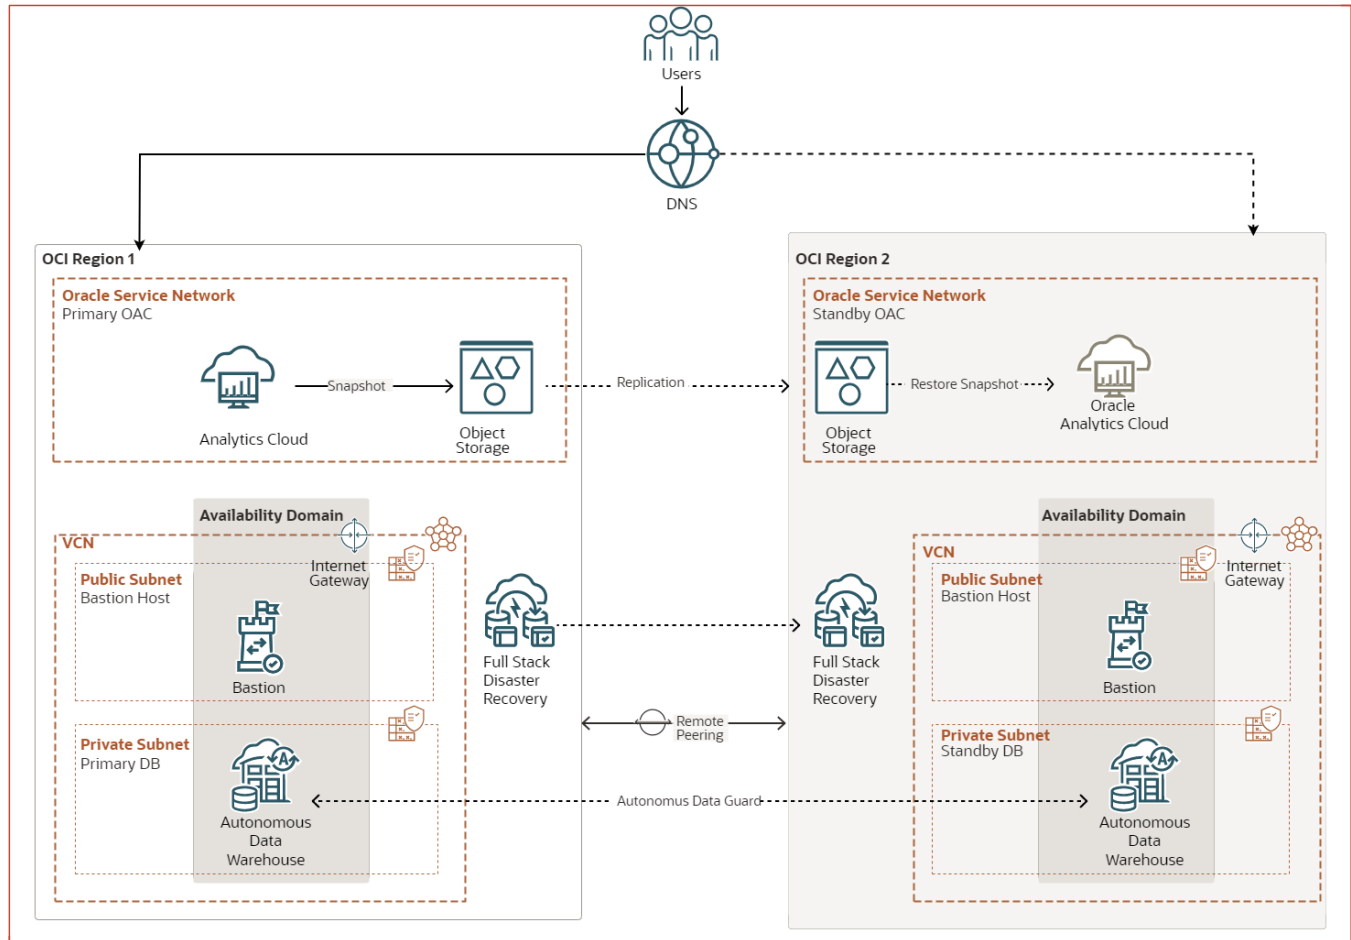 Users
DNS
OCI Region 1
Oracle Service Network
Primary OAC
Analytics Cloud
Snapshot
Object
Storage
Replication
OCI Region 2
Oracle Service Network
Standby OAC
Object
Storage
Restore Snapshot
Oracle
Analytics Cloud
Availability Domain
VCN
Internet
Gateway
Public Subnet
Bastion Host
Bastion
Private Subnet
Primary DB
Autonomous
Data
Warehouse
Full Stack
Disaster
Recovery
Remote
Peering
Autonomus Data Guard
Full Stack
Disaster
Recovery
Availability Domain
VCN
Internet
Gateway
Public Subnet
Bastion Host
Bastion
Private Subnet
Standby DB
Autonomous
Data
Warehouse